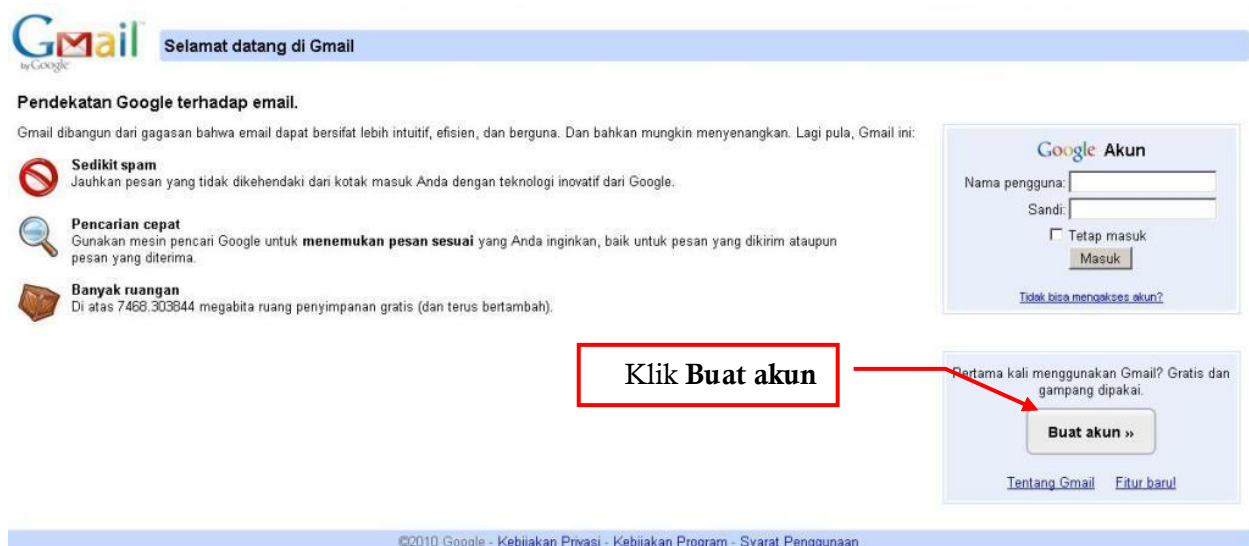 Gmail
by Google
Selamat datang di Gmail
Pendekatan Google terhadap email.
Gmail dibangun dari gagasan bahwa email dapat bersifat lebih intuitif, efisien, dan berguna. Dan bahkan mungkin menyenangkan. Lagi pula, Gmail ini:
Sedikit spam
Jauhkan pesan yang tidak dikehendaki dari kotak masuk Anda dengan teknologi inovatif dari Google.
Pencarian cepat
Gunakan mesin pencari Google untuk menemukan pesan sesuai yang Anda inginkan, baik untuk pesan yang dikirim ataupun
pesan yang diterima.
Banyak ruangan
Di atas 7468.303844 megabita ruang penyimpanan gratis (dan terus bertambah).
Google Akun
Nama pengguna:
Sandi:
Tetap masuk
Masuk
Tidak bisa mengakses akun?
Klik Buat akun
Pertama kali menggunakan Gmail? Gratis dan
gampang dipakai.
Buat akun »
Tentang Gmail Fitur baru!
©2010 Google - Kebijakan Privasi - Kebijakan Program - Syarat Penggunaan